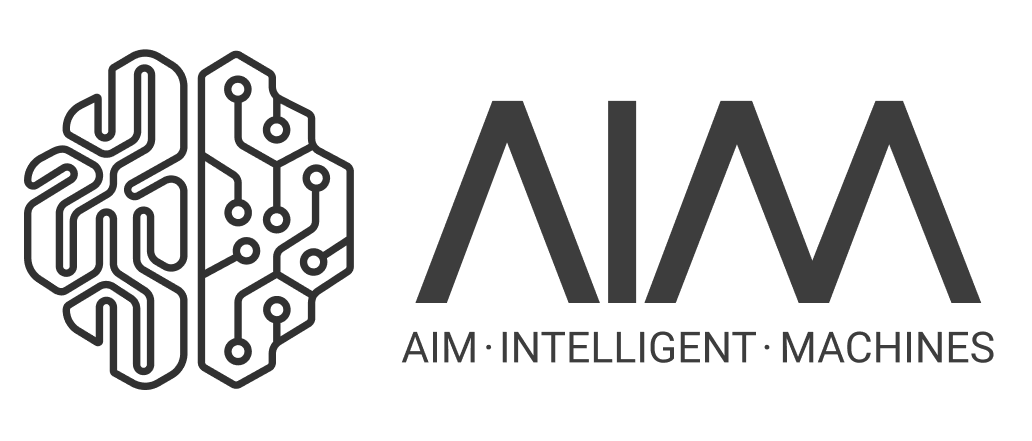 AIM
AIM · INTELLIGENT · MACHINES